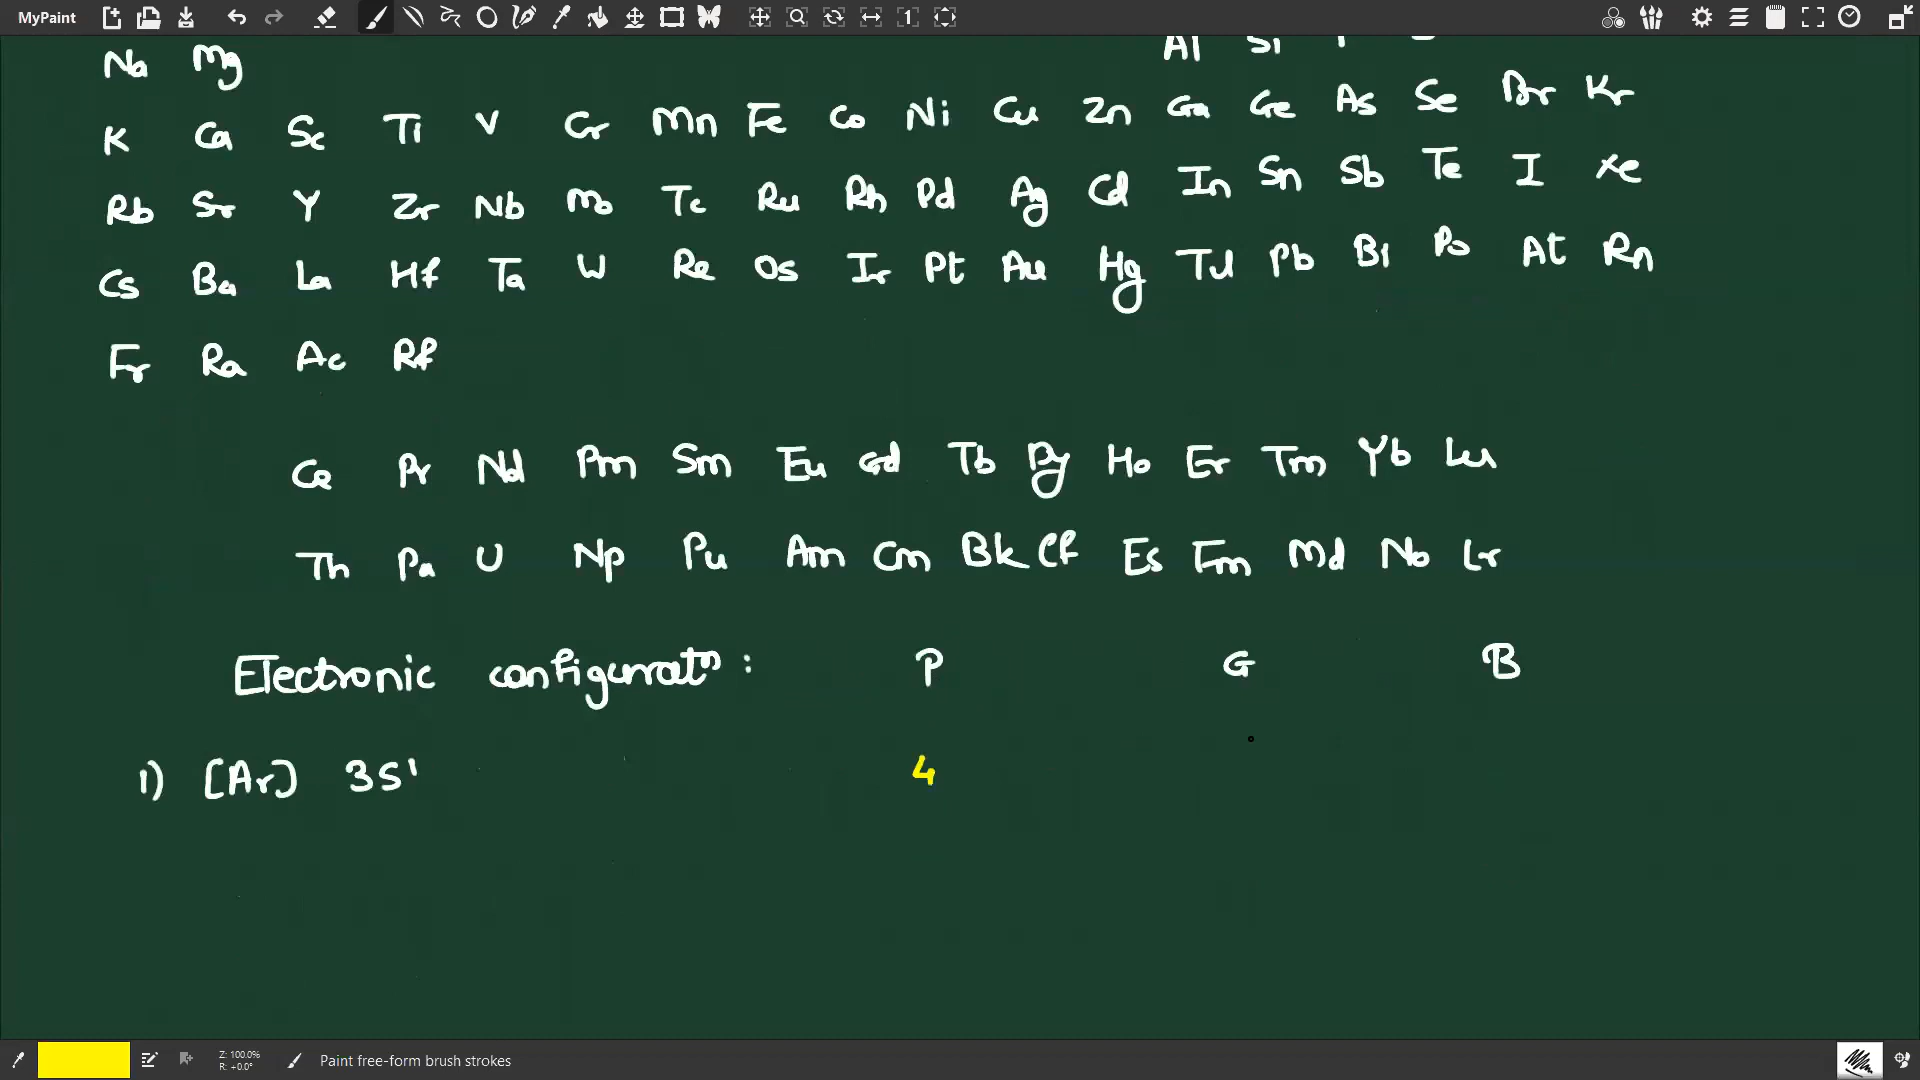 MyPaint
Na Mg Al Si
K Ca Sc Ti V Cr Mn Fe Co Ni Cu Zn Ga Ge As Se Br Kr
Rb Sr Y Zr Nb Mo Tc Ru Rh Pd Ag Cd In Sn Sb Te I Xe
Cs Ba La Hf Ta W Re Os Ir Pt Au Hg Tl Pb Bi Po At Rn
Fr Ra Ac Rf
Ce Pr Nd Pm Sm Eu Gd Tb Dy Ho Er Tm Yb Lu
Th Pa U Np Pu Am Cm Bk Cf Es Fm Md No Lr
Electronic configuratn : P G B
1) [Ar] 3s¹ 4
Z: 100.0%
R: +0.0°
Paint free-form brush strokes